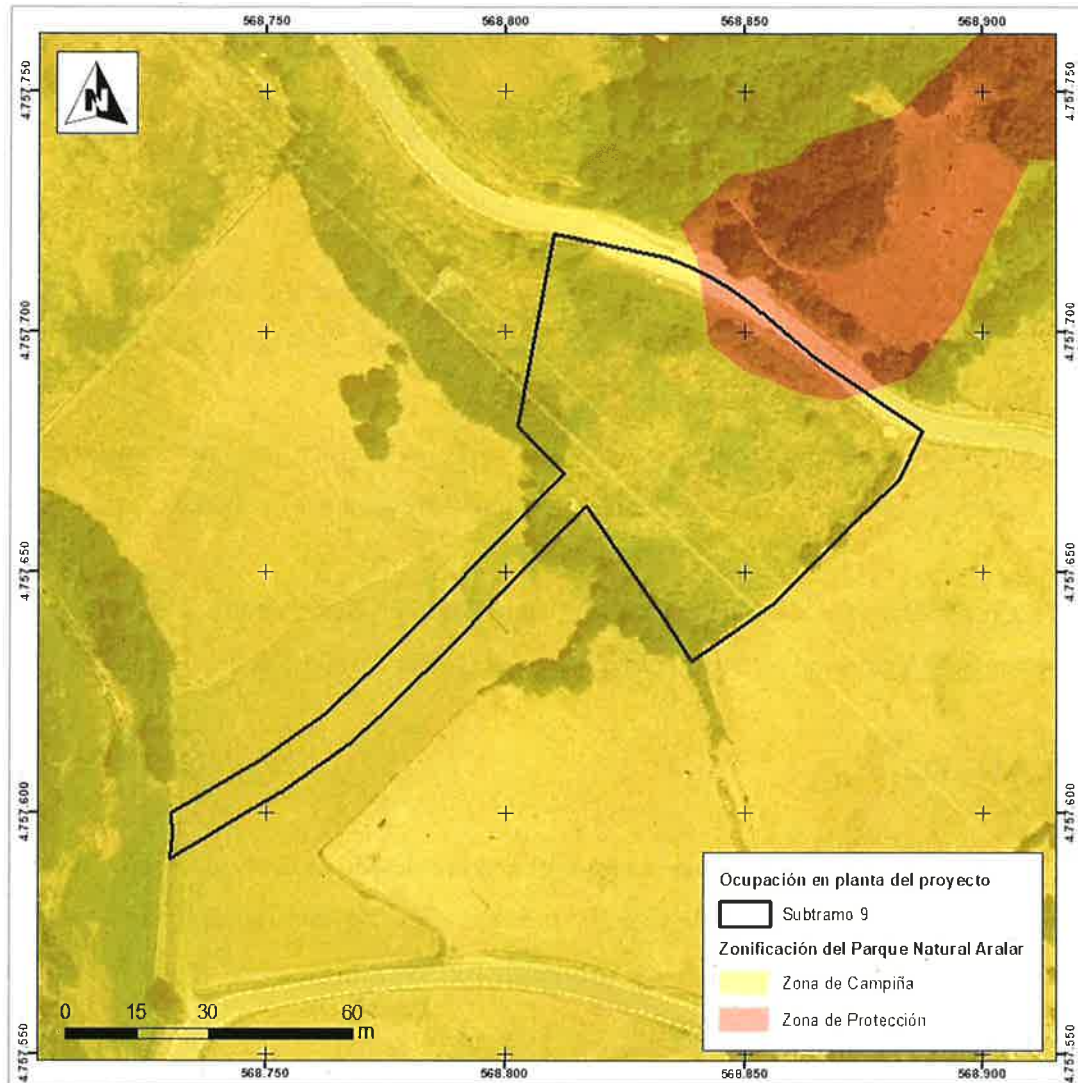 568.750 568.800 568.850 568.900
N
4.757.750 4.757.750
4.757.700 4.757.700
4.757.650 4.757.650
4.757.600 4.757.600
4.757.550 4.757.550
Ocupación en planta del proyecto
Subtramo 9
Zonificación del Parque Natural Aralar
Zona de Campiña
Zona de Protección
0 15 30 60
m
568.750 568.800 568.850 568.900